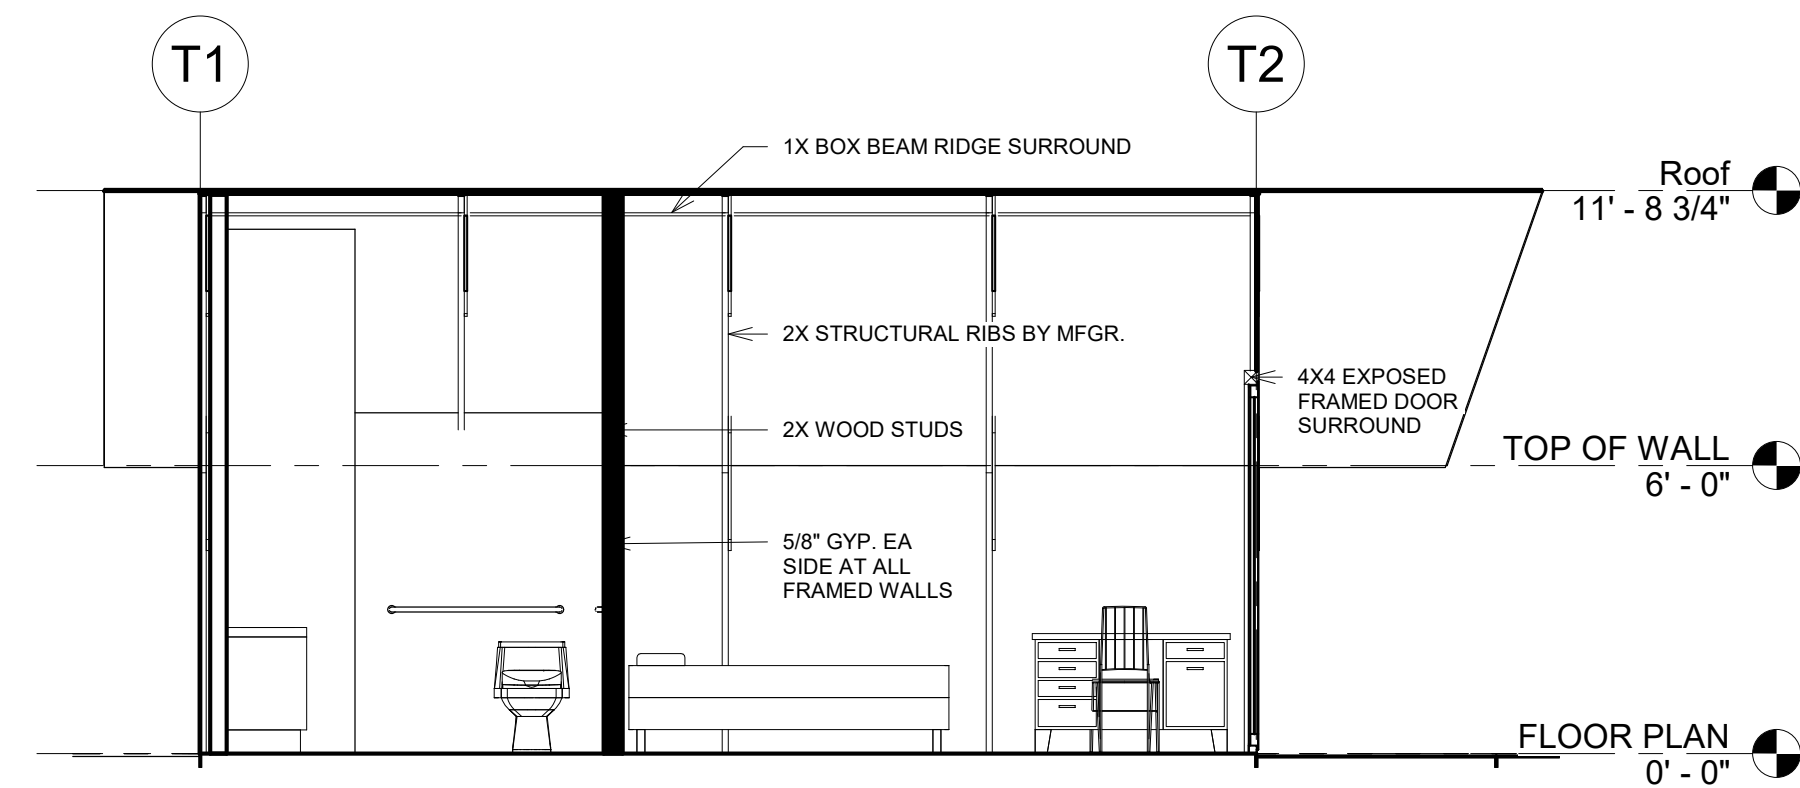 T1
T2
1X BOX BEAM RIDGE SURROUND
Roof
11' - 8 3/4"
2X STRUCTURAL RIBS BY MFGR.
4X4 EXPOSED
FRAMED DOOR
SURROUND
2X WOOD STUDS
TOP OF WALL
6' - 0"
5/8" GYP. EA
SIDE AT ALL
FRAMED WALLS
FLOOR PLAN
0' - 0"